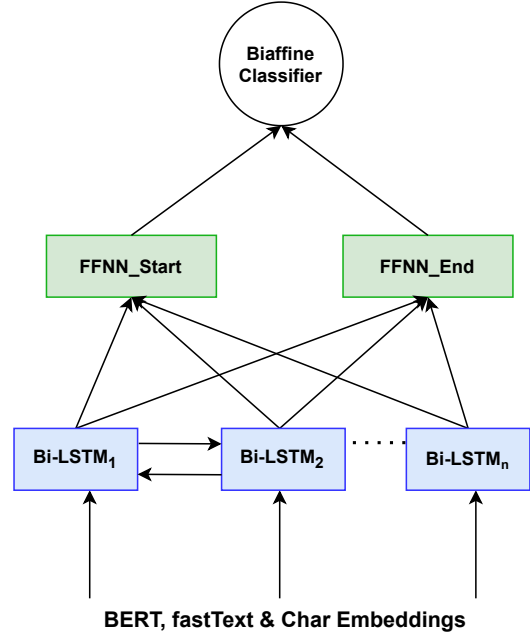 Biaffine
Classifier
FFNN_Start
FFNN_End
Bi-LSTM₁
Bi-LSTM₂
. . . . .
Bi-LSTMₙ
BERT, fastText & Char Embeddings